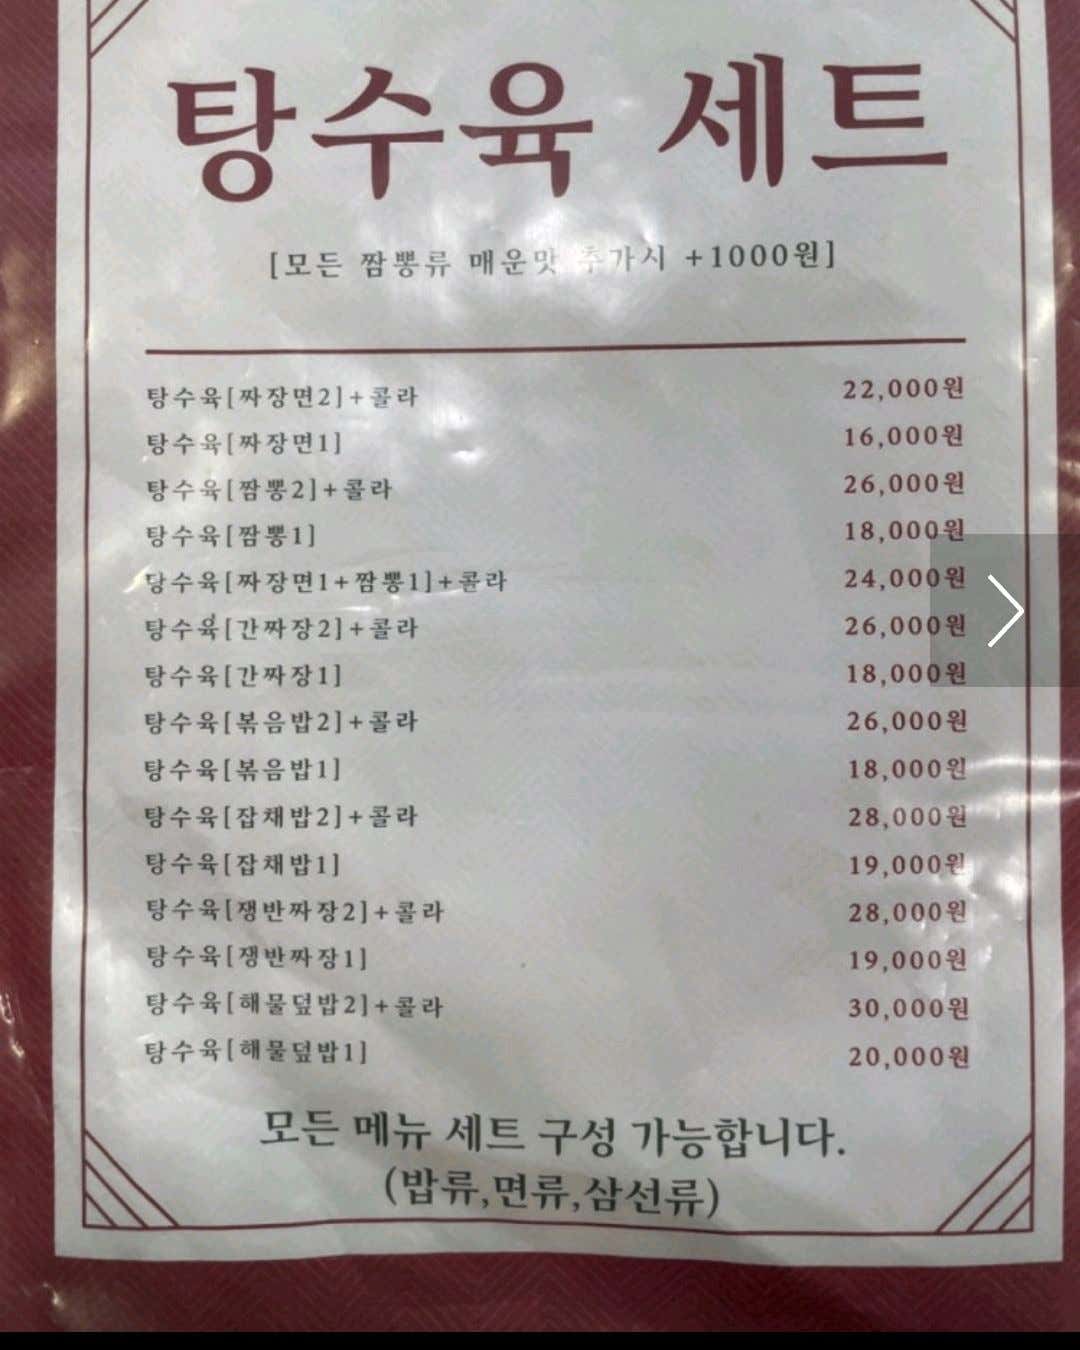 탕수육 세트
[모든 짬뽕류 매운맛 추가시 +1000원]
탕수육[짜장면2]+콜라 22,000원
탕수육[짜장면1] 16,000원
탕수육[짬뽕2]+콜라 26,000원
탕수육[짬뽕1] 18,000원
탕수육[짜장면1+짬뽕1]+콜라 24,000원
탕수육[간짜장2]+콜라 26,000원
탕수육[간짜장1] 18,000원
탕수육[볶음밥2]+콜라 26,000원
탕수육[볶음밥1] 18,000원
탕수육[잡채밥2]+콜라 28,000원
탕수육[잡채밥1] 19,000원
탕수육[쟁반짜장2]+콜라 28,000원
탕수육[쟁반짜장1] 19,000원
탕수육[해물덮밥2]+콜라 30,000원
탕수육[해물덮밥1] 20,000원
모든 메뉴 세트 구성 가능합니다.
(밥류,면류,삼선류)